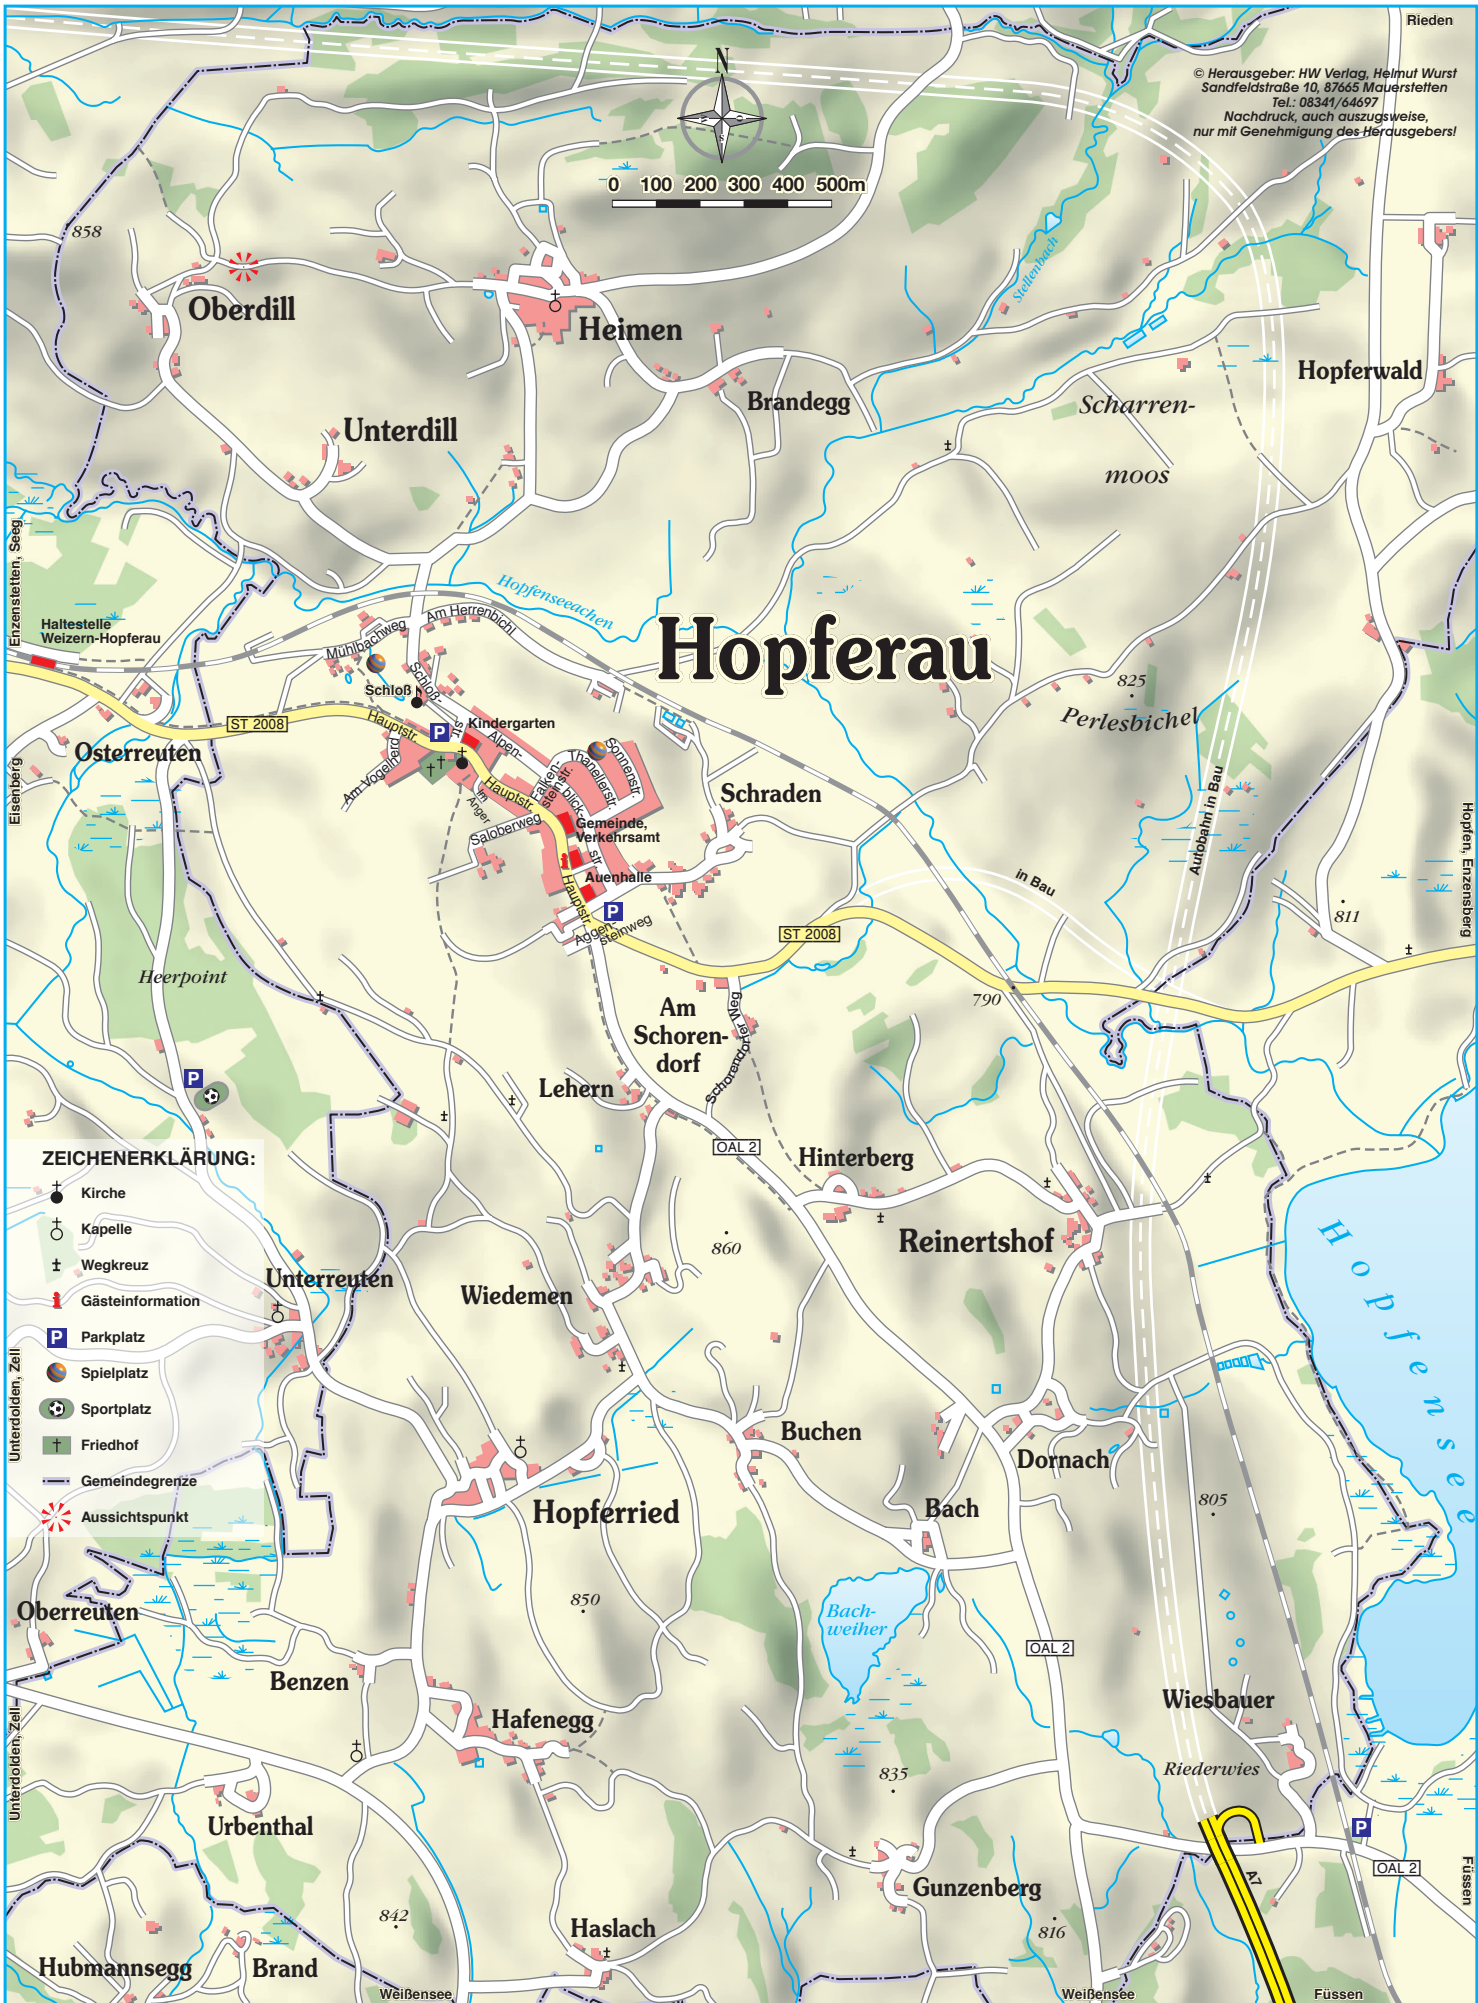 Rieden
© Herausgeber: HW Verlag, Helmut Wurst
Sandfeldstraße 10, 87665 Mauerstetten
Tel.: 08341/64697
Nachdruck, auch auszugsweise,
nur mit Genehmigung des Herausgebers!
N
O
S
W
0 100 200 300 400 500m
858
Oberdill
Heimen
Stellenbach
Brandegg
Hopferwald
Scharren-
moos
Unterdill
Enzenstetten, Seeg
Haltestelle
Weizern-Hopferau
Hopfenseeachen
Mühlbachweg
Am Herrenbichl
Hopferau
Schloß
Schloß-
str.
825
Perlesbichel
ST 2008
Hauptstr.
P
Kindergarten
Alpen-
blick-
str.
Osterreuten
Eisenberg
Am Vogelherd
Im
Anger
Hauptstr.
Falken-
steinstr.
Thanellerstr.
Sonnenstr.
Saloberweg
Gemeinde,
Verkehrsamt
Schraden
Autobahn in Bau
Hopfen, Enzensberg
Auenhalle
Hauptstr.
P
Aggen-
steinweg
in Bau
811
ST 2008
Heerpoint
790
Am
Schoren-
dorf
Schorendorfer Weg
P
Lehern
OAL 2
Hinterberg
ZEICHENERKLÄRUNG:
Kirche
Kapelle
Wegkreuz
Gästeinformation
P Parkplatz
Spielplatz
Sportplatz
Friedhof
Gemeindegrenze
Aussichtspunkt
860
Reinertshof
Hopfensee
Unterreuten
Wiedemen
Unterdolden, Zell
Buchen
Dornach
Hopferried
Bach
805
850
Bach-
weiher
Oberreuten
OAL 2
Benzen
Wiesbauer
Hafenegg
Unterdolden, Zell
Riederwies
835
Urbenthal
P
A7
OAL 2
Füssen
Gunzenberg
842
Haslach
816
Hubmannsegg
Brand
Weißensee
Weißensee
Füssen